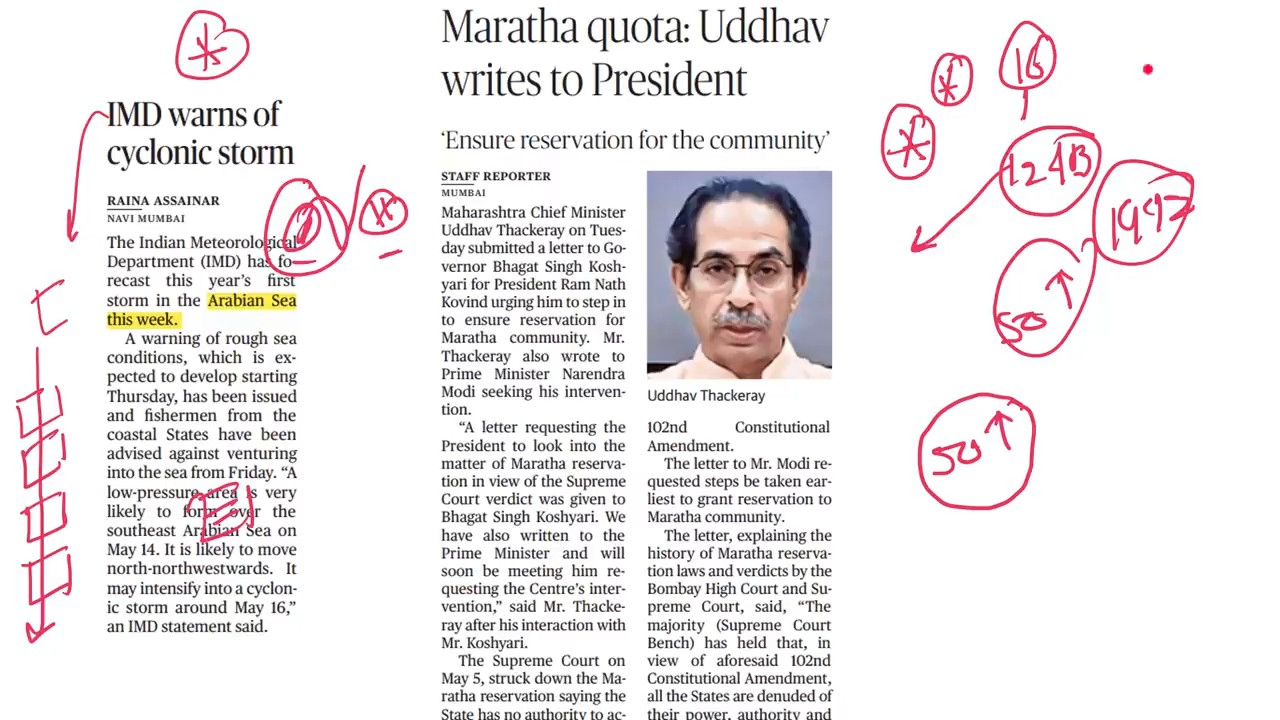 IMD warns of
cyclonic storm
RAINA ASSAINAR
NAVI MUMBAI
The Indian Meteorological
Department (IMD) has fo-
recast this year's first
storm in the Arabian Sea
this week.
A warning of rough sea
conditions, which is ex-
pected to develop starting
Thursday, has been issued
and fishermen from the
coastal States have been
advised against venturing
into the sea from Friday. "A
low-pressure area is very
likely to form over the
southeast Arabian Sea on
May 14. It is likely to move
north-northwestwards. It
may intensify into a cyclon-
ic storm around May 16,"
an IMD statement said.
Maratha quota: Uddhav
writes to President
'Ensure reservation for the community'
STAFF REPORTER
MUMBAI
Maharashtra Chief Minister
Uddhav Thackeray on Tues-
day submitted a letter to Go-
vernor Bhagat Singh Kosh-
yari for President Ram Nath
Kovind urging him to step in
to ensure reservation for
Maratha community. Mr.
Thackeray also wrote to
Prime Minister Narendra
Modi seeking his interven-
tion.
"A letter requesting the
President to look into the
matter of Maratha reserva-
tion in view of the Supreme
Court verdict was given to
Bhagat Singh Koshyari. We
have also written to the
Prime Minister and will
soon be meeting him re-
questing the Centre's inter-
vention," said Mr. Thacke-
ray after his interaction with
Mr. Koshyari.
The Supreme Court on
May 5, struck down the Ma-
ratha reservation saying the
State has no authority to ac-
Uddhav Thackeray
102nd Constitutional
Amendment.
The letter to Mr. Modi re-
quested steps be taken ear-
liest to grant reservation to
Maratha community.
The letter, explaining the
history of Maratha reserva-
tion laws and verdicts by the
Bombay High Court and Su-
preme Court, said, "The
majority (Supreme Court
Bench) has held that, in
view of aforesaid 102nd
Constitutional Amendment,
all the States are denuded of
their power, authority and
1992
50 ↑
50 ↑